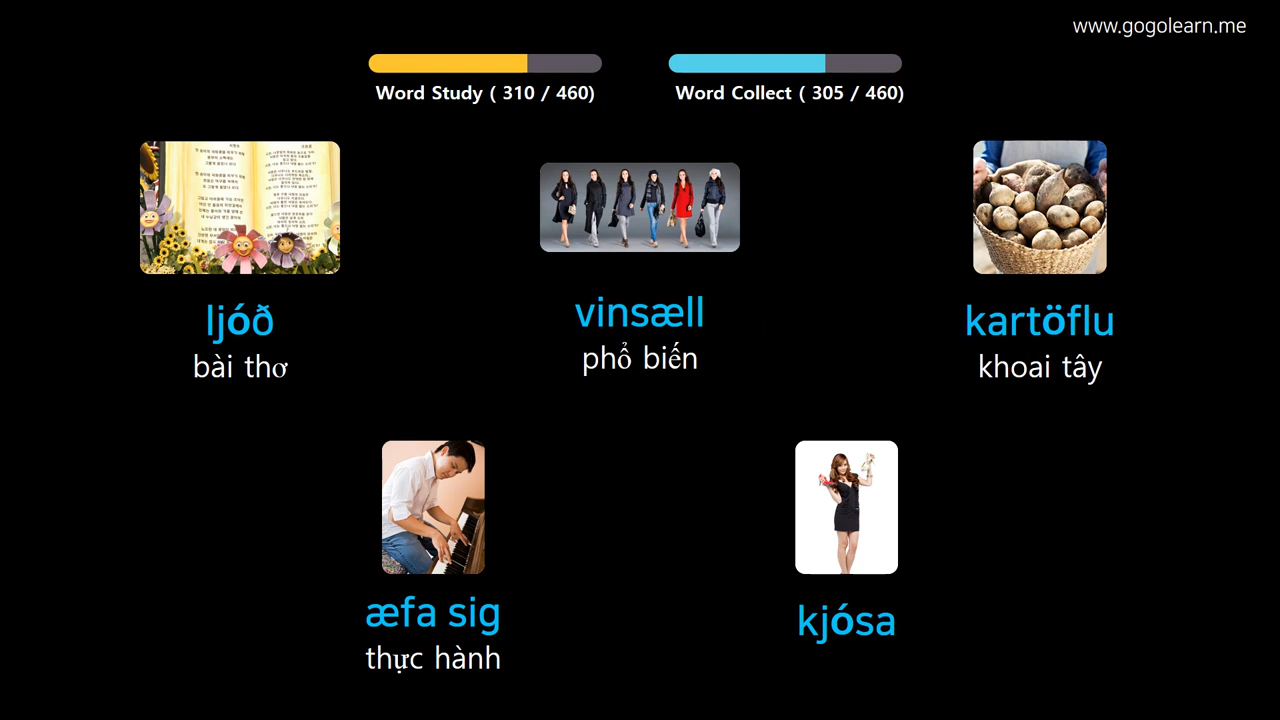 www.gogolearn.me
Word Study ( 310 / 460)
Word Collect ( 305 / 460)
ljóð
bài thơ
vinsæll
phổ biến
kartöflu
khoai tây
æfa sig
thực hành
kjósa